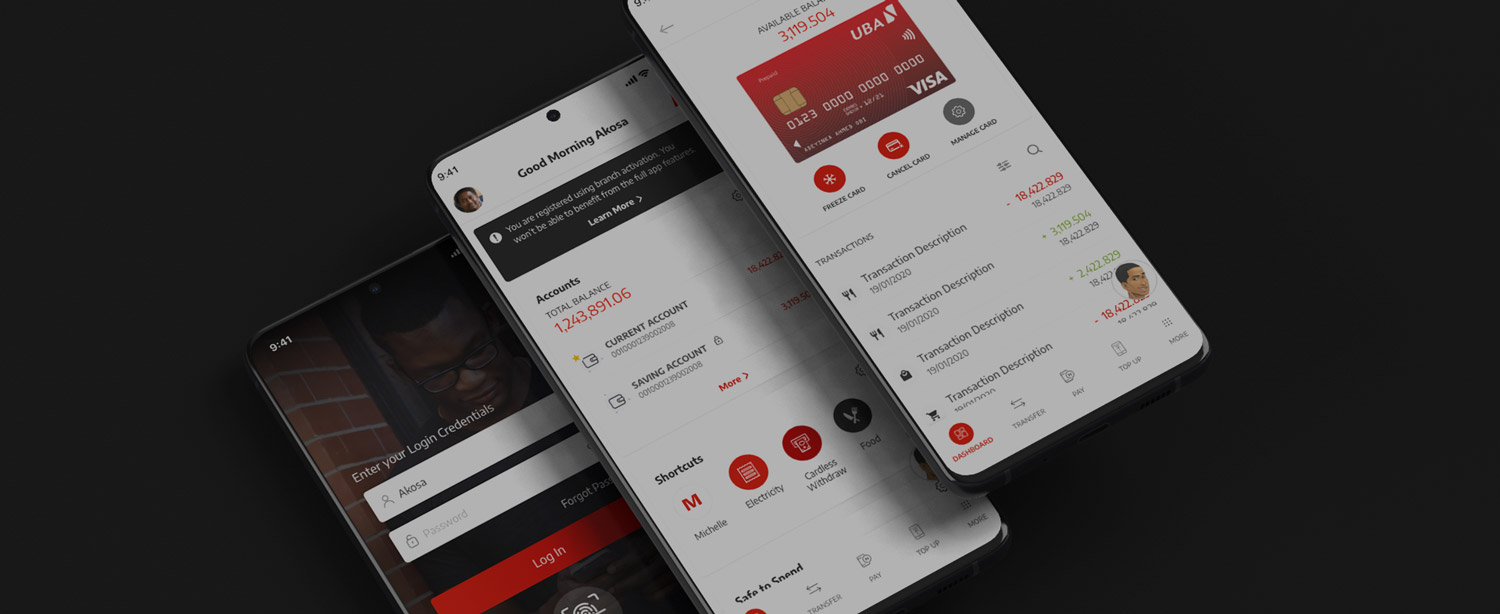 9:41
Enter your Login Credentials
Akosa
Password
Forgot Pass
Log In
9:41
Good Morning Akosa
You are registered using branch activation. You
won't be able to benefit from the full app features.
Learn More >
Accounts
TOTAL BALANCE
1,243,891.06
CURRENT ACCOUNT
0010001239002008
18,422.82
SAVING ACCOUNT
0010001239002008
3,119.50
More >
Shortcuts
M
Michelle
Electricity
Cardless
Withdraw
Food
Safe to Spend
TRANSFER
PAY
TOP UP
MORE
AVAILABLE BALA
3,119.504
UBA
Prepaid
0123 0000 0000 0000
12/21
ADEYINKA AHMED OBI
VISA
FREEZE CARD
CANCEL CARD
MANAGE CARD
TRANSACTIONS
Transaction Description
19/01/2020
- 18,422.829
18,422.829
Transaction Description
19/01/2020
+ 3,119.504
18,422.829
Transaction Description
19/01/2020
+ 2,422.829
Transaction Description
19/01/2020
DASHBOARD
TRANSFER
PAY
TOP UP
MORE